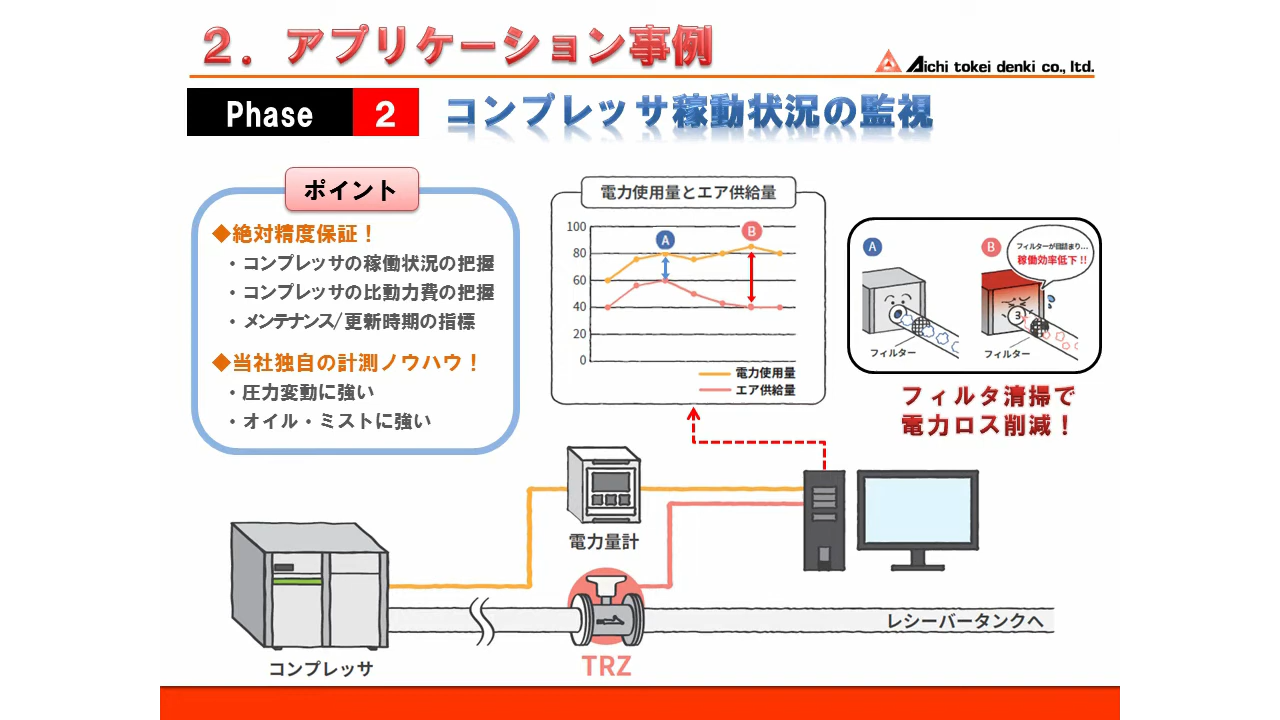 2．アプリケーション事例
Aichi tokei denki co., ltd.
Phase 2
コンプレッサ稼動状況の監視
ポイント
◆絶対精度保証！
・コンプレッサの稼働状況の把握
・コンプレッサの比動力費の把握
・メンテナンス/更新時期の指標
◆当社独自の計測ノウハウ！
・圧力変動に強い
・オイル・ミストに強い
電力使用量とエア供給量
100
80
60
40
20
0
A
B
電力使用量
エア供給量
A
フィルター
B
フィルターが目詰まり…
稼働効率低下!!
フィルター
フィルタ清掃で
電力ロス削減！
電力量計
コンプレッサ
TRZ
レシーバータンクへ